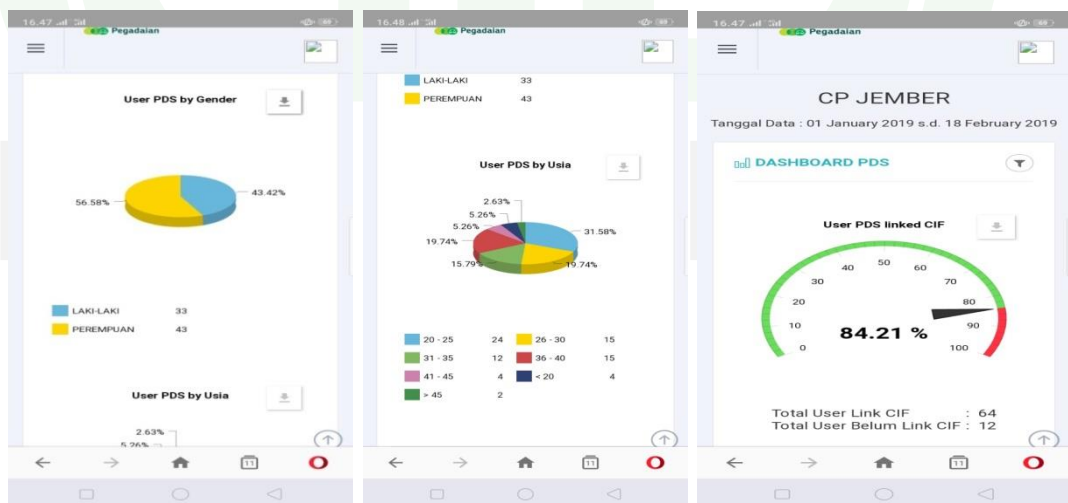 16.47
Pegadaian
User PDS by Gender
56.58%
43.42%
LAKI-LAKI 33
PEREMPUAN 43
User PDS by Usia
2.63%
5.26%
11
16.48
Pegadaian
LAKI-LAKI 33
PEREMPUAN 43
User PDS by Usia
2.63%
5.26%
5.26%
19.74%
15.79%
31.58%
19.74%
20 - 25 24 26 - 30 15
31 - 35 12 36 - 40 15
41 - 45 4 < 20 4
> 45 2
11
16.47
Pegadaian
CP JEMBER
Tanggal Data : 01 January 2019 s.d. 18 February 2019
DASHBOARD PDS
User PDS linked CIF
0 10 20 30 40 50 60 70 80 90 100
84.21 %
Total User Link CIF : 64
Total User Belum Link CIF : 12
11